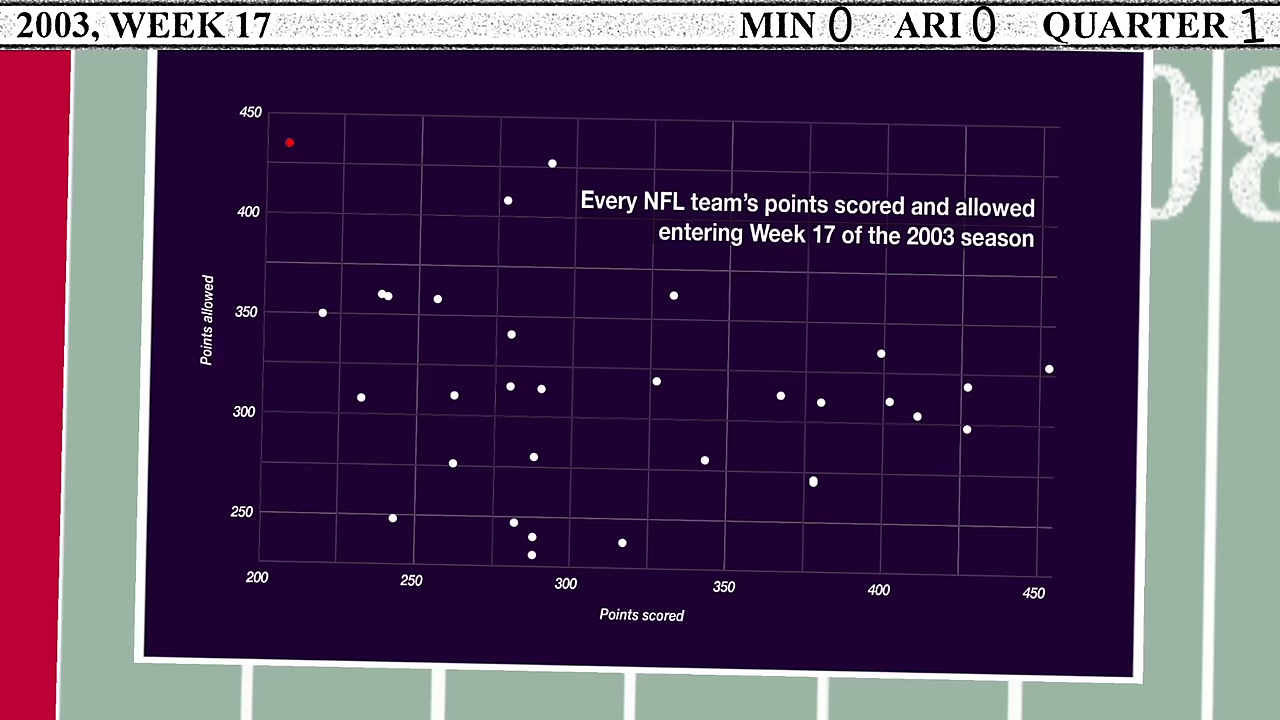 2003, WEEK 17 MIN 0 ARI 0 QUARTER 1
08
450
400
350
300
250
Every NFL team's points scored and allowed
entering Week 17 of the 2003 season
Points allowed
200 250 300 350 400 450
Points scored